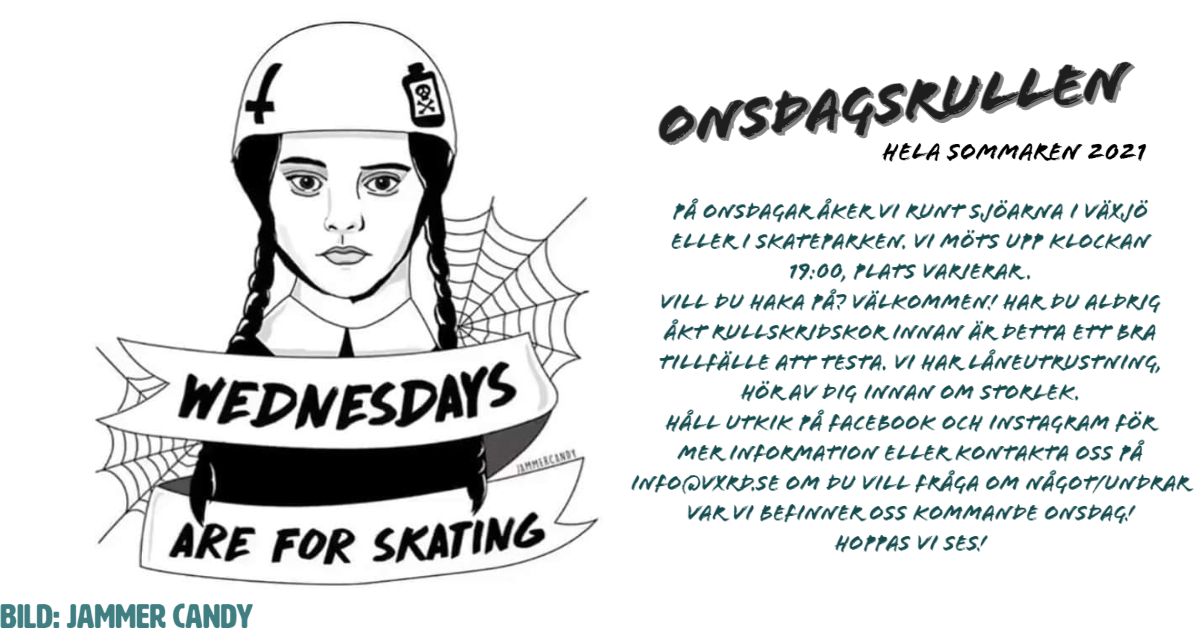 ONSDAGSRULLEN
HELA SOMMAREN 2021
PÅ ONSDAGAR ÅKER VI RUNT SJÖARNA I VÄXJÖ
ELLER I SKATEPARKEN. VI MÖTS UPP KLOCKAN
19:00, PLATS VARIERAR.
VILL DU HAKA PÅ? VÄLKOMMEN! HAR DU ALDRIG
ÅKT RULLSKRIDSKOR INNAN ÄR DETTA ETT BRA
TILLFÄLLE ATT TESTA. VI HAR LÅNEUTRUSTNING,
HÖR AV DIG INNAN OM STORLEK.
HÅLL UTKIK PÅ FACEBOOK OCH INSTAGRAM FÖR
MER INFORMATION ELLER KONTAKTA OSS PÅ
INFO@VXRD.SE OM DU VILL FRÅGA OM NÅGOT/UNDRAR
VAR VI BEFINNER OSS KOMMANDE ONSDAG!
HOPPAS VI SES!
WEDNESDAYS
JAMMERCANDY
ARE FOR SKATING
BILD: JAMMER CANDY